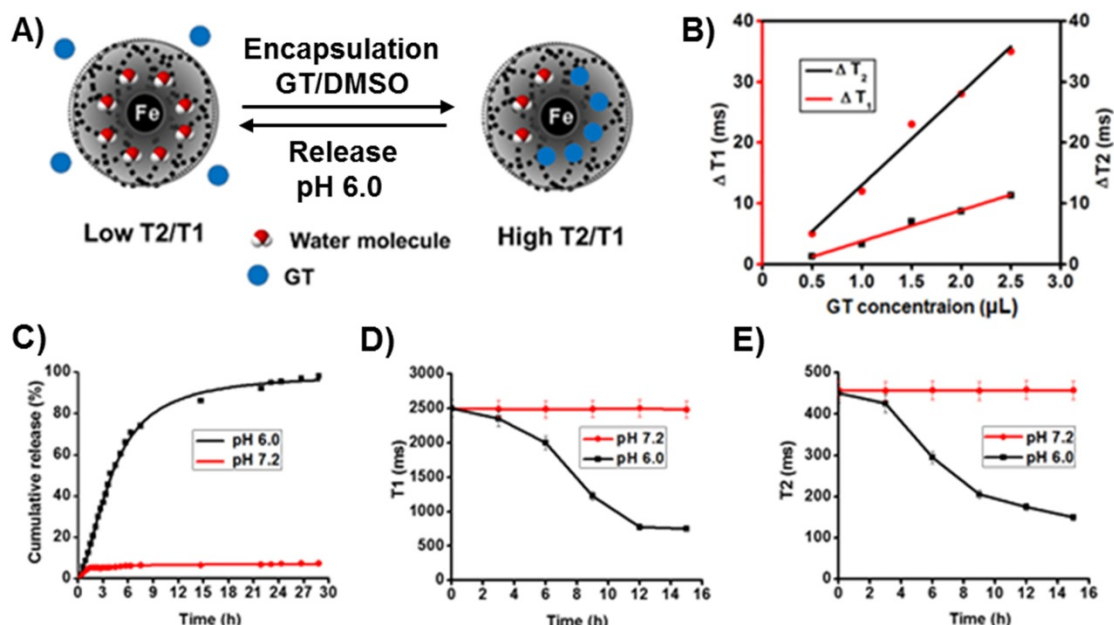 A)
Encapsulation
GT/DMSO
Release
pH 6.0
Fe
Fe
Low T2/T1
High T2/T1
Water molecule
GT
B)
Δ T1 (ms)
40
30
20
10
0
Δ T2
Δ T1
40
30
20
10
0
Δ T2 (ms)
0.5 1.0 1.5 2.0 2.5 3.0
GT concentraion (µL)
C)
Cumulative release (%)
100
80
60
40
20
0
pH 6.0
pH 7.2
0 3 6 9 12 15 18 21 24 27 30
Time (h)
D)
T1 (ms)
3000
2500
2000
1500
1000
500
0
pH 7.2
pH 6.0
0 2 4 6 8 10 12 14 16
Time (h)
E)
T2 (ms)
500
400
300
200
100
0
pH 7.2
pH 6.0
0 2 4 6 8 10 12 14 16
Time (h)